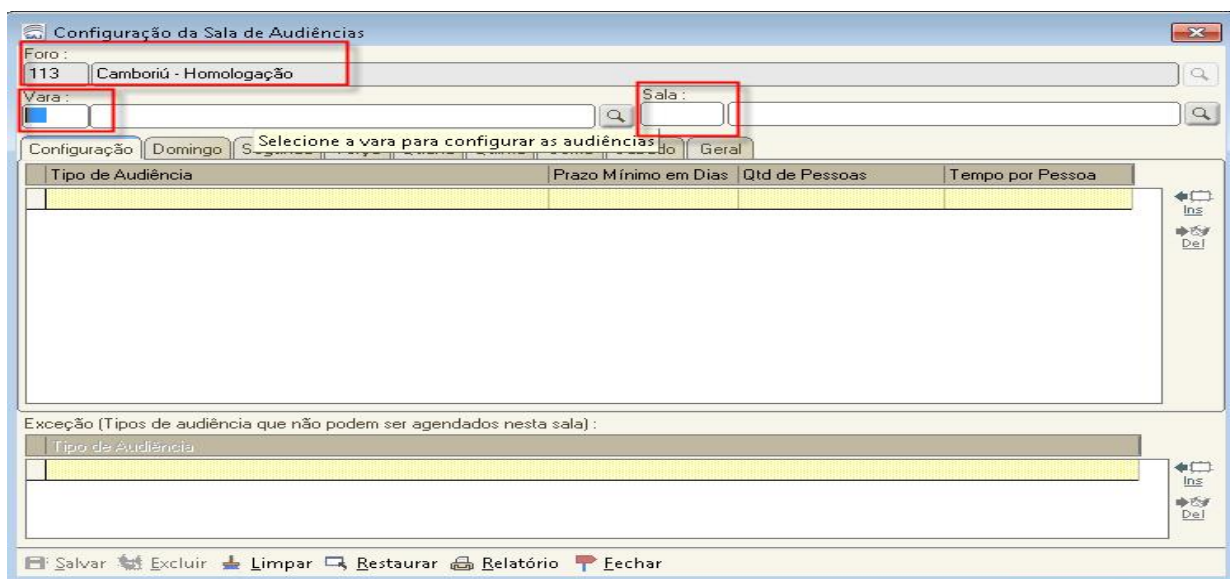 Configuração da Sala de Audiências
Foro :
113 Camboriú - Homologação
Vara : Sala :
Selecione a vara para configurar as audiências
Configuração Domingo Geral
Tipo de Audiência Prazo Mínimo em Dias Qtd de Pessoas Tempo por Pessoa
Ins
Del
Exceção (Tipos de audiência que não podem ser agendados nesta sala) :
Tipo de Audiência
Ins
Del
Salvar Excluir Limpar Restaurar Relatório Fechar